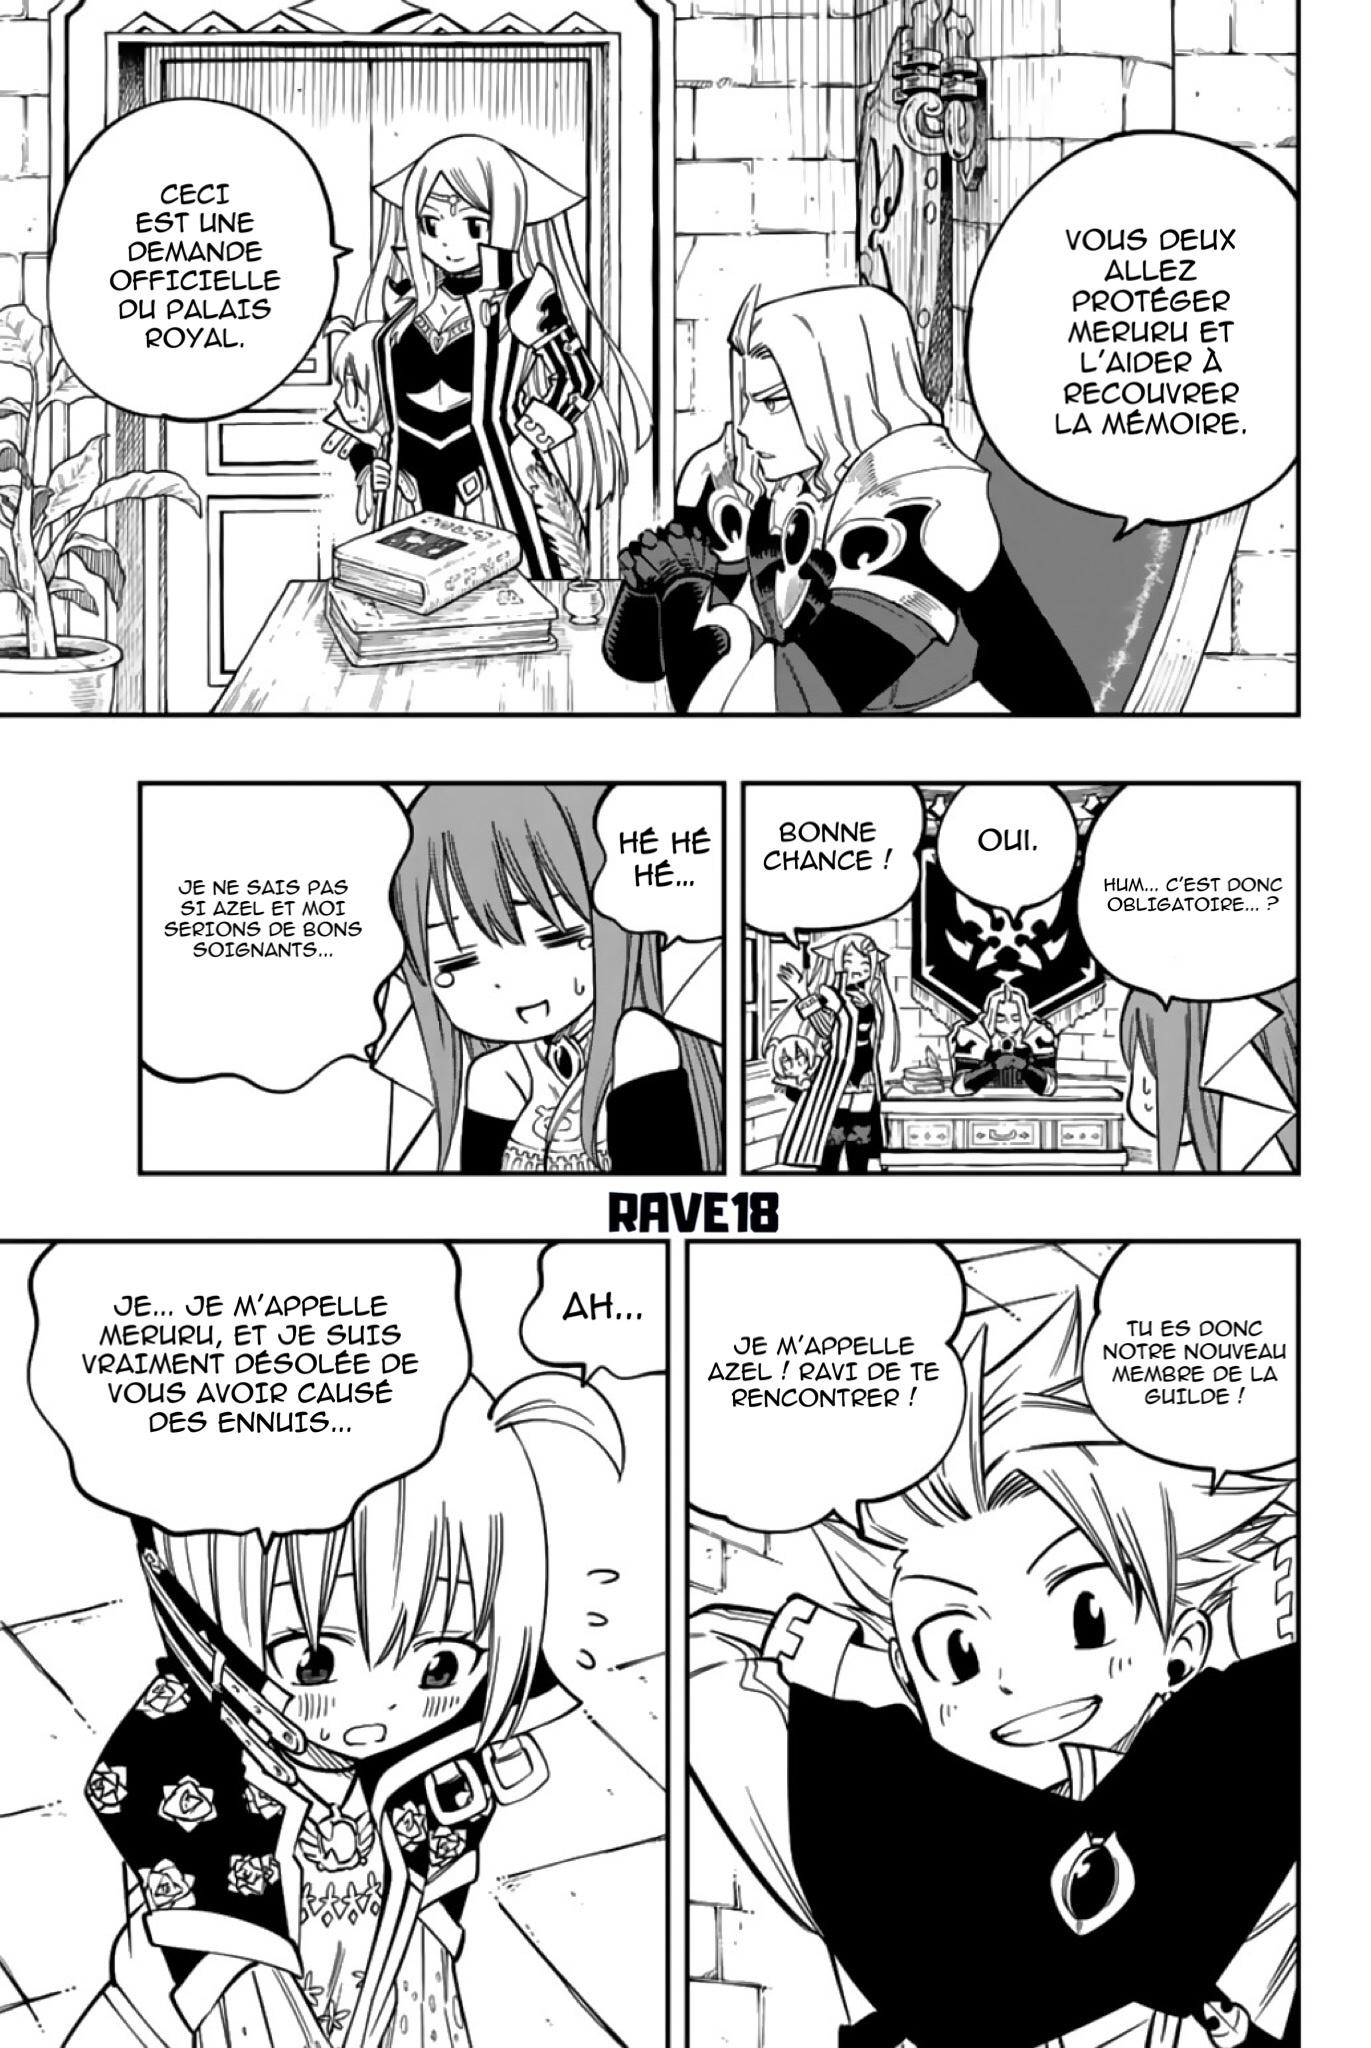 VOUS DEUX
ALLEZ
PROTÉGER
MERURU ET
L'AIDER À
RECOUVRER
LA MÉMOIRE.
CECI
EST UNE
DEMANDE
OFFICIELLE
DU PALAIS
ROYAL.
HUM... C'EST DONC
OBLIGATOIRE... ?
OUI.
BONNE
CHANCE !
HÉ HÉ
HÉ...
JE NE SAIS PAS
SI AZEL ET MOI
SERIONS DE BONS
SOIGNANTS...
RAVE18
TU ES DONC
NOTRE NOUVEAU
MEMBRE DE LA
GUILDE !
JE M'APPELLE
AZEL ! RAVI DE TE
RENCONTRER !
AH...
JE... JE M'APPELLE
MERURU, ET JE SUIS
VRAIMENT DÉSOLÉE DE
VOUS AVOIR CAUSÉ
DES ENNUIS...